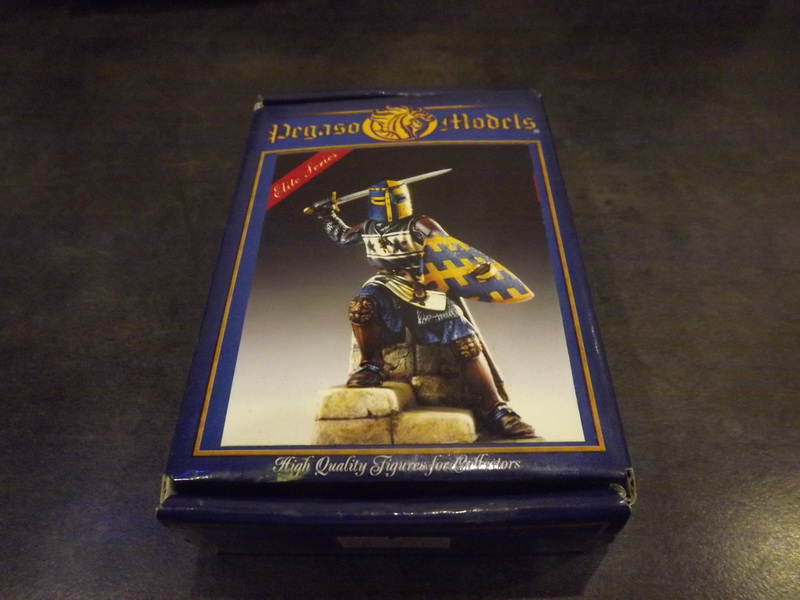 Pegaso Models
Elite Series
High Quality Figures for Collectors